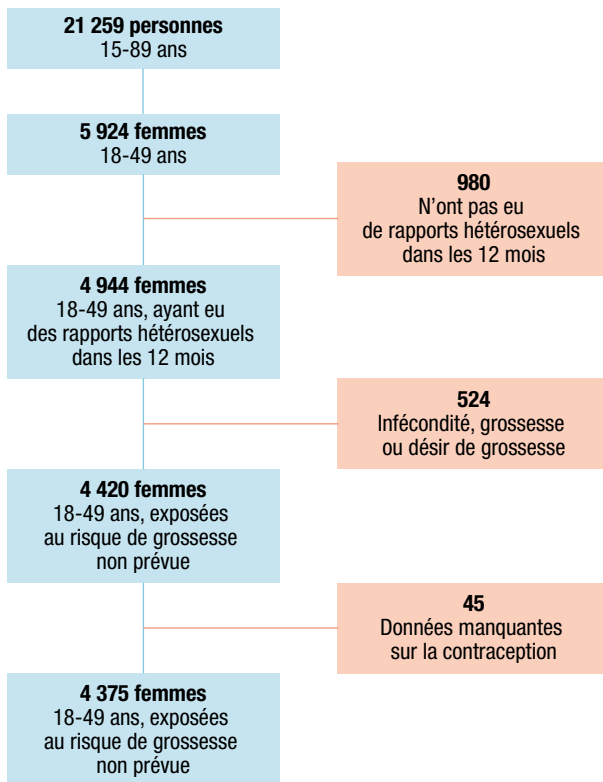 21 259 personnes
15-89 ans
5 924 femmes
18-49 ans
980
N'ont pas eu
de rapports hétérosexuels
dans les 12 mois
4 944 femmes
18-49 ans, ayant eu
des rapports hétérosexuels
dans les 12 mois
524
Infécondité, grossesse
ou désir de grossesse
4 420 femmes
18-49 ans, exposées
au risque de grossesse
non prévue
45
Données manquantes
sur la contraception
4 375 femmes
18-49 ans, exposées
au risque de grossesse
non prévue